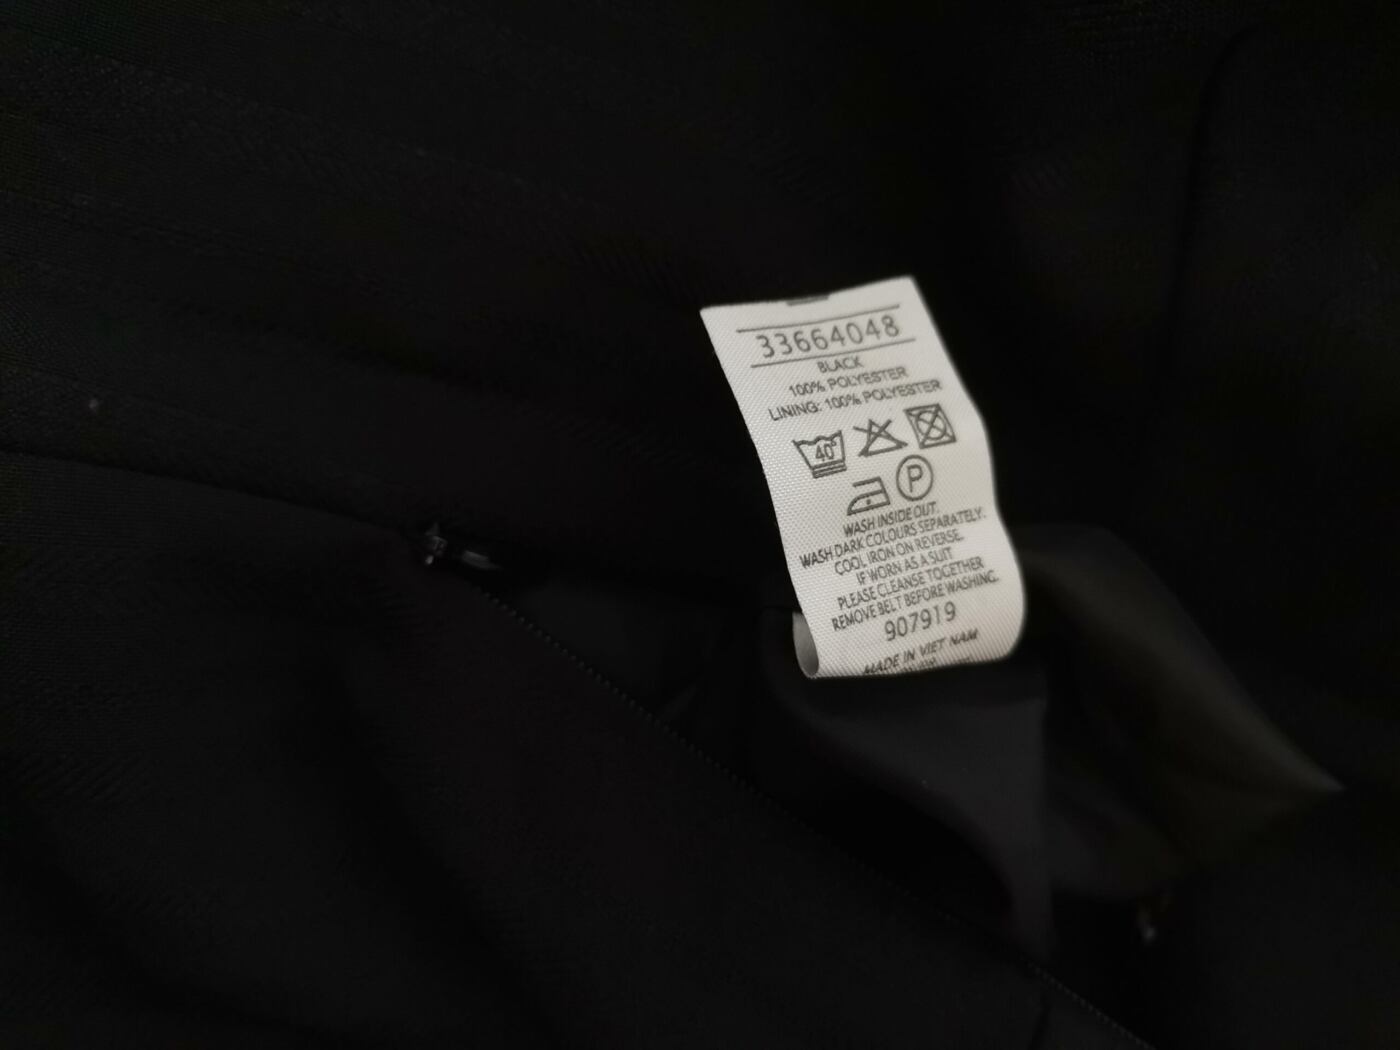 33664048
BLACK
100% POLYESTER
LINING: 100% POLYESTER
40°
P
WASH INSIDE OUT.
WASH DARK COLOURS SEPARATELY.
COOL IRON ON REVERSE.
IF WORN AS A SUIT
PLEASE CLEANSE TOGETHER
REMOVE BELT BEFORE WASHING.
907919
MADE IN VIET NAM